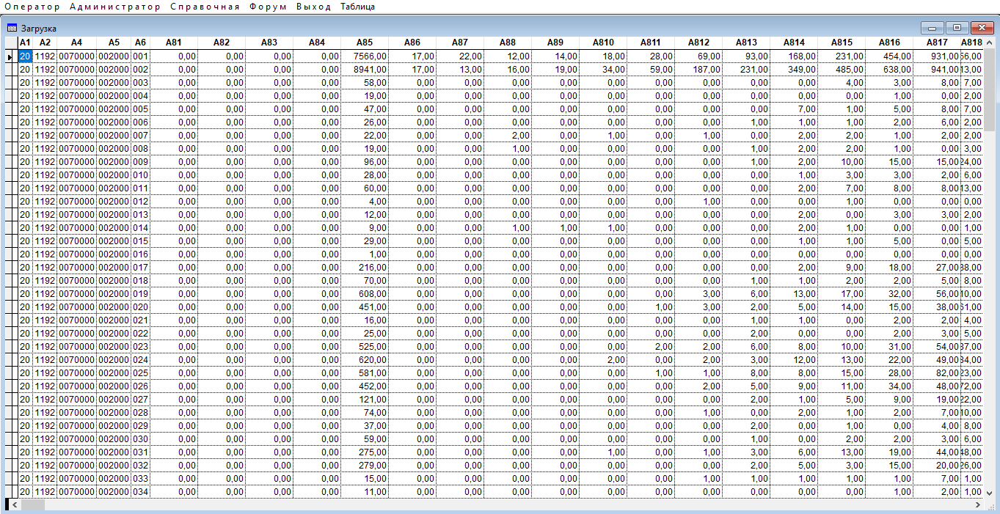 Оператор Администратор Справочная Форум Выход Таблица
Загрузка
A1 A2 A4 A5 A6 A81 A82 A83 A84 A85 A86 A87 A88 A89 A810 A811 A812 A813 A814 A815 A816 A817 A818
20 1192 0070000 002000 001 0,00 0,00 0,00 0,00 7566,00 17,00 22,00 12,00 14,00 18,00 28,00 69,00 93,00 168,00 231,00 454,00 931,00 56,00
20 1192 0070000 002000 002 0,00 0,00 0,00 0,00 8941,00 17,00 13,00 16,00 19,00 34,00 59,00 187,00 231,00 349,00 485,00 638,00 941,00 13,00
20 1192 0070000 002000 003 0,00 0,00 0,00 0,00 58,00 0,00 0,00 0,00 0,00 0,00 0,00 0,00 0,00 0,00 4,00 3,00 8,00 7,00
20 1192 0070000 002000 004 0,00 0,00 0,00 0,00 19,00 0,00 0,00 0,00 0,00 0,00 0,00 0,00 0,00 0,00 0,00 1,00 0,00 2,00
20 1192 0070000 002000 005 0,00 0,00 0,00 0,00 47,00 0,00 0,00 0,00 0,00 0,00 0,00 0,00 0,00 7,00 1,00 5,00 8,00 7,00
20 1192 0070000 002000 006 0,00 0,00 0,00 0,00 26,00 0,00 0,00 0,00 0,00 0,00 0,00 0,00 1,00 1,00 1,00 2,00 6,00 2,00
20 1192 0070000 002000 007 0,00 0,00 0,00 0,00 22,00 0,00 0,00 2,00 0,00 1,00 0,00 1,00 0,00 2,00 2,00 1,00 2,00 2,00
20 1192 0070000 002000 008 0,00 0,00 0,00 0,00 19,00 0,00 0,00 1,00 0,00 0,00 0,00 0,00 1,00 2,00 2,00 1,00 0,00 3,00
20 1192 0070000 002000 009 0,00 0,00 0,00 0,00 96,00 0,00 0,00 0,00 0,00 0,00 0,00 0,00 1,00 2,00 10,00 15,00 15,00 24,00
20 1192 0070000 002000 010 0,00 0,00 0,00 0,00 28,00 0,00 0,00 0,00 0,00 0,00 0,00 0,00 0,00 1,00 3,00 3,00 2,00 6,00
20 1192 0070000 002000 011 0,00 0,00 0,00 0,00 60,00 0,00 0,00 0,00 0,00 0,00 0,00 0,00 0,00 2,00 7,00 8,00 8,00 13,00
20 1192 0070000 002000 012 0,00 0,00 0,00 0,00 4,00 0,00 0,00 0,00 0,00 0,00 0,00 1,00 0,00 0,00 1,00 0,00 0,00 0,00
20 1192 0070000 002000 013 0,00 0,00 0,00 0,00 12,00 0,00 0,00 0,00 0,00 0,00 0,00 0,00 0,00 2,00 0,00 3,00 3,00 2,00
20 1192 0070000 002000 014 0,00 0,00 0,00 0,00 9,00 0,00 0,00 1,00 1,00 1,00 0,00 0,00 0,00 2,00 1,00 0,00 0,00 1,00
20 1192 0070000 002000 015 0,00 0,00 0,00 0,00 29,00 0,00 0,00 0,00 0,00 0,00 0,00 0,00 0,00 1,00 1,00 5,00 0,00 5,00
20 1192 0070000 002000 016 0,00 0,00 0,00 0,00 1,00 0,00 0,00 0,00 0,00 0,00 0,00 0,00 0,00 0,00 0,00 0,00 0,00 0,00
20 1192 0070000 002000 017 0,00 0,00 0,00 0,00 216,00 0,00 0,00 0,00 0,00 0,00 0,00 0,00 0,00 2,00 9,00 18,00 27,00 38,00
20 1192 0070000 002000 018 0,00 0,00 0,00 0,00 70,00 0,00 0,00 0,00 0,00 0,00 0,00 0,00 1,00 1,00 2,00 2,00 5,00 8,00
20 1192 0070000 002000 019 0,00 0,00 0,00 0,00 608,00 0,00 0,00 0,00 0,00 0,00 0,00 3,00 6,00 13,00 17,00 32,00 56,00 10,00
20 1192 0070000 002000 020 0,00 0,00 0,00 0,00 451,00 0,00 0,00 0,00 0,00 0,00 1,00 3,00 2,00 5,00 14,00 15,00 38,00 51,00
20 1192 0070000 002000 021 0,00 0,00 0,00 0,00 16,00 0,00 0,00 0,00 0,00 0,00 0,00 0,00 1,00 1,00 0,00 2,00 2,00 4,00
20 1192 0070000 002000 022 0,00 0,00 0,00 0,00 25,00 0,00 0,00 0,00 0,00 0,00 0,00 0,00 2,00 0,00 0,00 2,00 3,00 5,00
20 1192 0070000 002000 023 0,00 0,00 0,00 0,00 525,00 0,00 0,00 0,00 0,00 0,00 2,00 2,00 6,00 8,00 10,00 31,00 54,00 37,00
20 1192 0070000 002000 024 0,00 0,00 0,00 0,00 620,00 0,00 0,00 0,00 0,00 2,00 0,00 2,00 3,00 12,00 13,00 22,00 49,00 34,00
20 1192 0070000 002000 025 0,00 0,00 0,00 0,00 581,00 0,00 0,00 0,00 0,00 0,00 1,00 1,00 8,00 8,00 15,00 28,00 82,00 23,00
20 1192 0070000 002000 026 0,00 0,00 0,00 0,00 452,00 0,00 0,00 0,00 0,00 0,00 0,00 2,00 5,00 9,00 11,00 34,00 48,00 72,00
20 1192 0070000 002000 027 0,00 0,00 0,00 0,00 121,00 0,00 0,00 0,00 0,00 0,00 0,00 0,00 2,00 1,00 5,00 9,00 19,00 22,00
20 1192 0070000 002000 028 0,00 0,00 0,00 0,00 74,00 0,00 0,00 0,00 0,00 0,00 0,00 1,00 0,00 2,00 1,00 2,00 7,00 10,00
20 1192 0070000 002000 029 0,00 0,00 0,00 0,00 37,00 0,00 0,00 0,00 0,00 0,00 0,00 0,00 2,00 0,00 1,00 0,00 4,00 8,00
20 1192 0070000 002000 030 0,00 0,00 0,00 0,00 59,00 0,00 0,00 0,00 0,00 0,00 0,00 0,00 1,00 0,00 2,00 2,00 3,00 6,00
20 1192 0070000 002000 031 0,00 0,00 0,00 0,00 275,00 0,00 0,00 0,00 0,00 1,00 0,00 1,00 3,00 6,00 13,00 19,00 44,00 48,00
20 1192 0070000 002000 032 0,00 0,00 0,00 0,00 279,00 0,00 0,00 0,00 0,00 0,00 0,00 0,00 2,00 5,00 3,00 15,00 20,00 26,00
20 1192 0070000 002000 033 0,00 0,00 0,00 0,00 15,00 0,00 0,00 0,00 0,00 0,00 0,00 1,00 1,00 1,00 1,00 1,00 7,00 1,00
20 1192 0070000 002000 034 0,00 0,00 0,00 0,00 11,00 0,00 0,00 0,00 0,00 0,00 0,00 0,00 0,00 0,00 0,00 1,00 2,00 1,00